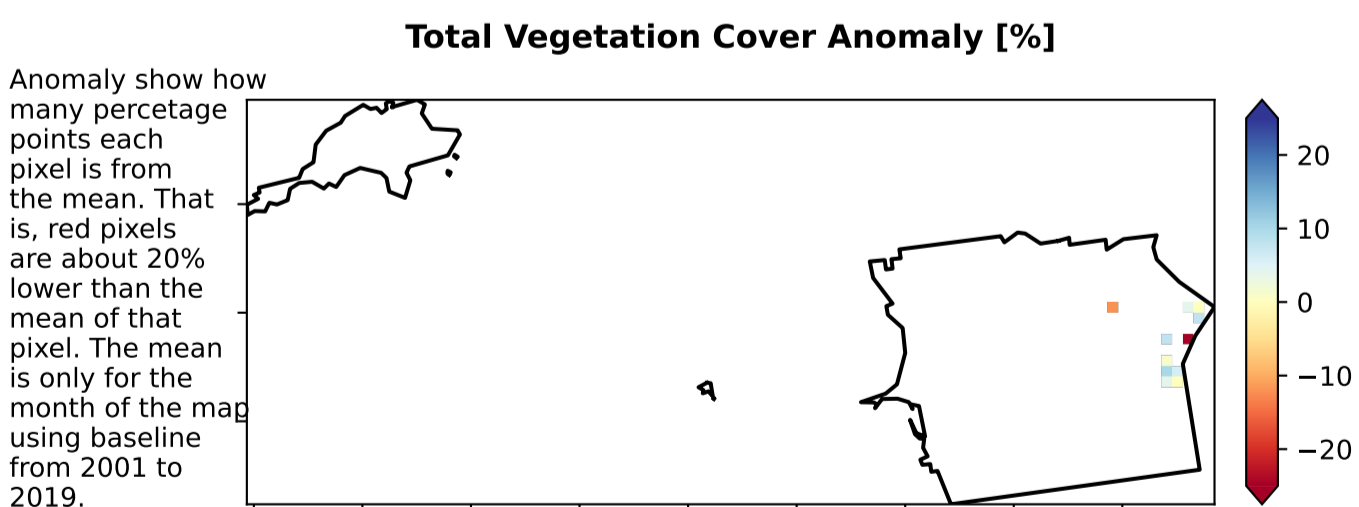 Total Vegetation Cover Anomaly [%]
Anomaly show how
many percetage
points each
pixel is from
the mean. That
is, red pixels
are about 20%
lower than the
mean of that
pixel. The mean
is only for the
month of the map
using baseline
from 2001 to
2019.
20
10
0
−10
−20